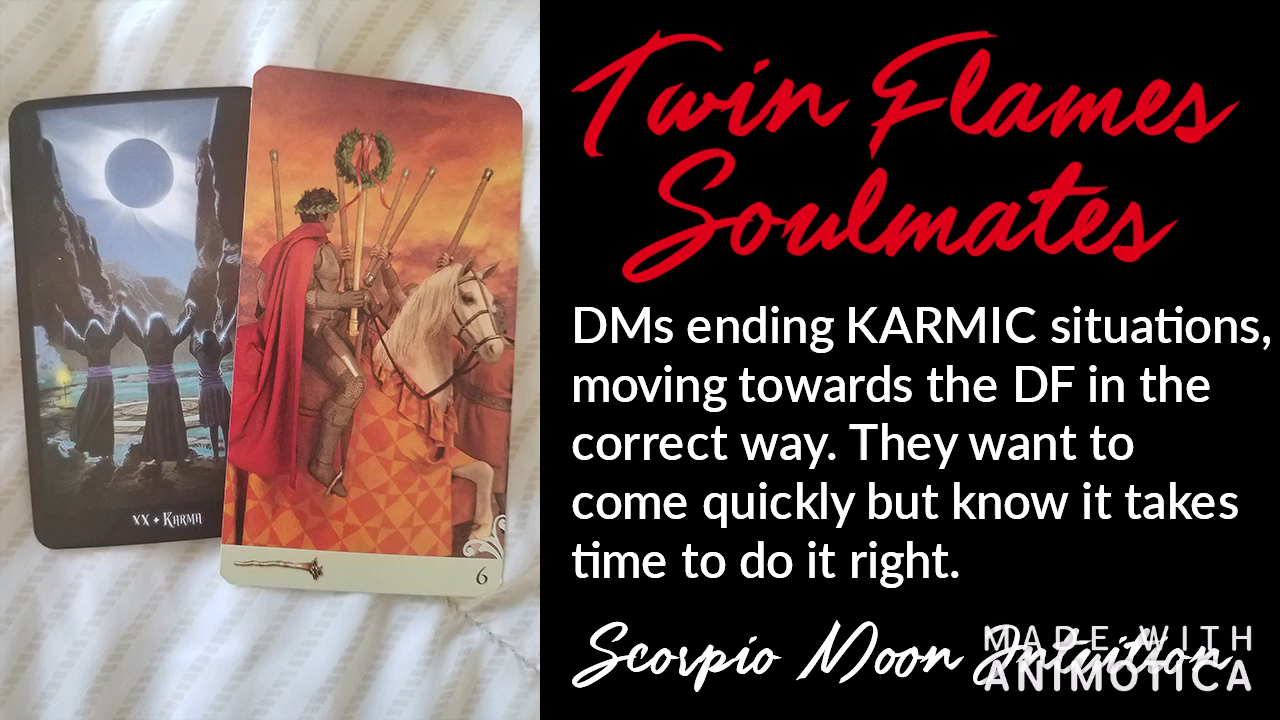 XX • KARMA
6
Twin Flames
Soulmates
DMs ending KARMIC situations,
moving towards the DF in the
correct way. They want to
come quickly but know it takes
time to do it right.
Scorpio Moon Intuition
MADE WITH
ANIMOTICA